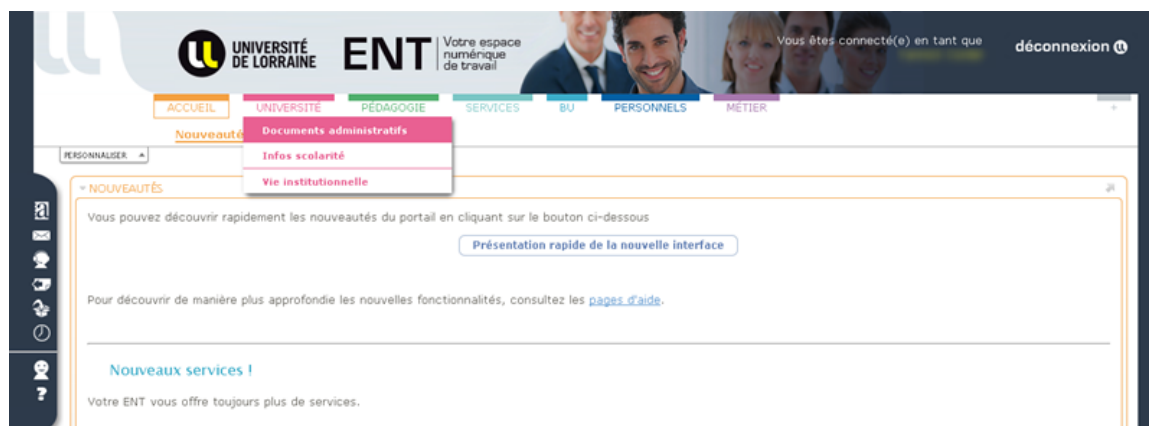 UNIVERSITÉ
DE LORRAINE
ENT
Votre espace
numérique
de travail
Vous êtes connecté(e) en tant que
déconnexion
ACCUEIL UNIVERSITÉ PÉDAGOGIE SERVICES BU PERSONNELS MÉTIER +
Nouveauté
Documents administratifs
Infos scolarité
Vie institutionnelle
PERSONNALISER
NOUVEAUTÉS
Vous pouvez découvrir rapidement les nouveautés du portail en cliquant sur le bouton ci-dessous
Présentation rapide de la nouvelle interface
Pour découvrir de manière plus approfondie les nouvelles fonctionnalités, consultez les pages d'aide.
Nouveaux services !
Votre ENT vous offre toujours plus de services.
?